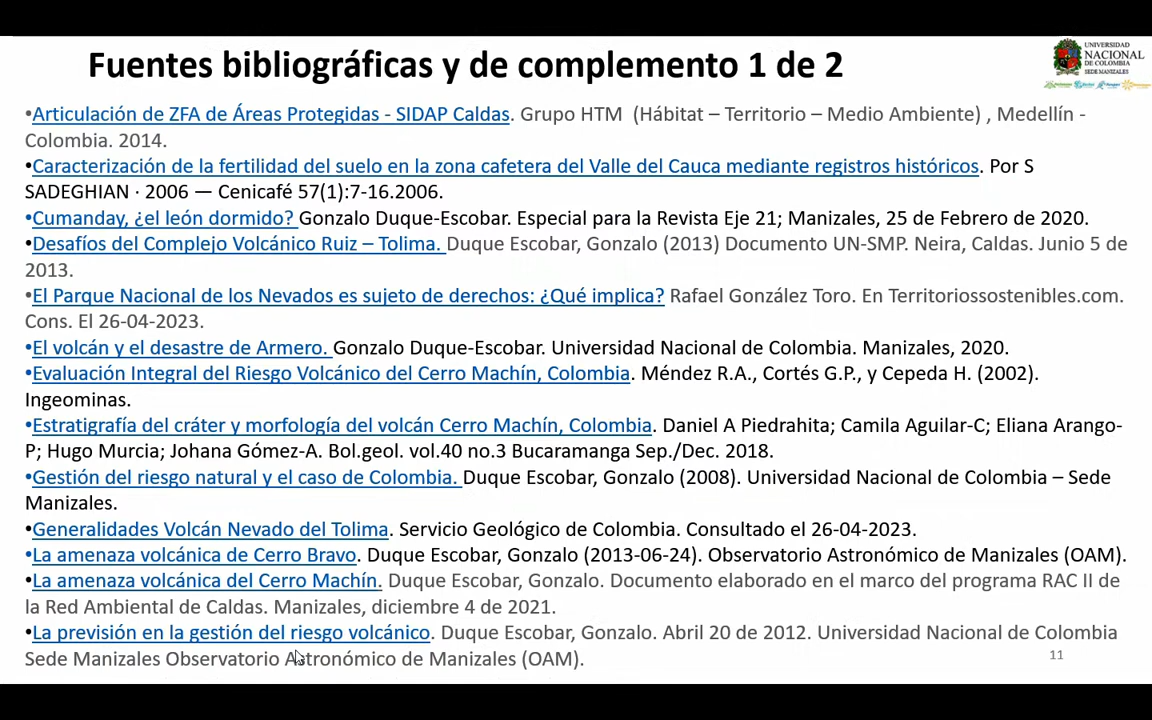 Fuentes bibliográficas y de complemento 1 de 2
UNIVERSIDAD
NACIONAL
DE COLOMBIA
SEDE MANIZALES
•Articulación de ZFA de Áreas Protegidas - SIDAP Caldas. Grupo HTM (Hábitat – Territorio – Medio Ambiente) , Medellín -
Colombia. 2014.
•Caracterización de la fertilidad del suelo en la zona cafetera del Valle del Cauca mediante registros históricos. Por S
SADEGHIAN · 2006 — Cenicafé 57(1):7-16.2006.
•Cumanday, ¿el león dormido? Gonzalo Duque-Escobar. Especial para la Revista Eje 21; Manizales, 25 de Febrero de 2020.
•Desafíos del Complejo Volcánico Ruiz – Tolima. Duque Escobar, Gonzalo (2013) Documento UN-SMP. Neira, Caldas. Junio 5 de
2013.
•El Parque Nacional de los Nevados es sujeto de derechos: ¿Qué implica? Rafael González Toro. En Territoriossostenibles.com.
Cons. El 26-04-2023.
•El volcán y el desastre de Armero. Gonzalo Duque-Escobar. Universidad Nacional de Colombia. Manizales, 2020.
•Evaluación Integral del Riesgo Volcánico del Cerro Machín, Colombia. Méndez R.A., Cortés G.P., y Cepeda H. (2002).
Ingeominas.
•Estratigrafía del cráter y morfología del volcán Cerro Machín, Colombia. Daniel A Piedrahita; Camila Aguilar-C; Eliana Arango-
P; Hugo Murcia; Johana Gómez-A. Bol.geol. vol.40 no.3 Bucaramanga Sep./Dec. 2018.
•Gestión del riesgo natural y el caso de Colombia. Duque Escobar, Gonzalo (2008). Universidad Nacional de Colombia – Sede
Manizales.
•Generalidades Volcán Nevado del Tolima. Servicio Geológico de Colombia. Consultado el 26-04-2023.
•La amenaza volcánica de Cerro Bravo. Duque Escobar, Gonzalo (2013-06-24). Observatorio Astronómico de Manizales (OAM).
•La amenaza volcánica del Cerro Machín. Duque Escobar, Gonzalo. Documento elaborado en el marco del programa RAC II de
la Red Ambiental de Caldas. Manizales, diciembre 4 de 2021.
•La previsión en la gestión del riesgo volcánico. Duque Escobar, Gonzalo. Abril 20 de 2012. Universidad Nacional de Colombia
Sede Manizales Observatorio Astronómico de Manizales (OAM).
11